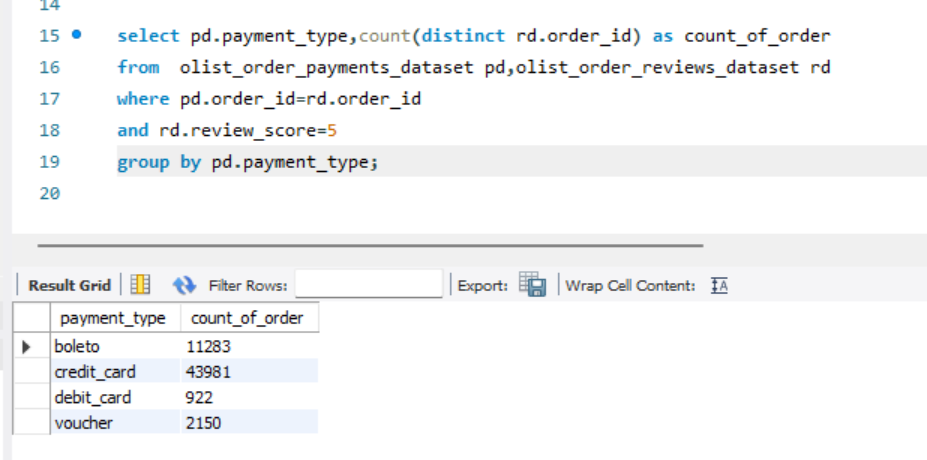 14
15 select pd.payment_type,count(distinct rd.order_id) as count_of_order
16 from  olist_order_payments_dataset pd,olist_order_reviews_dataset rd
17 where pd.order_id=rd.order_id
18 and rd.review_score=5
19 group by pd.payment_type;
20
Result Grid Filter Rows: Export: Wrap Cell Content: IA
payment_type count_of_order
boleto 11283
credit_card 43981
debit_card 922
voucher 2150